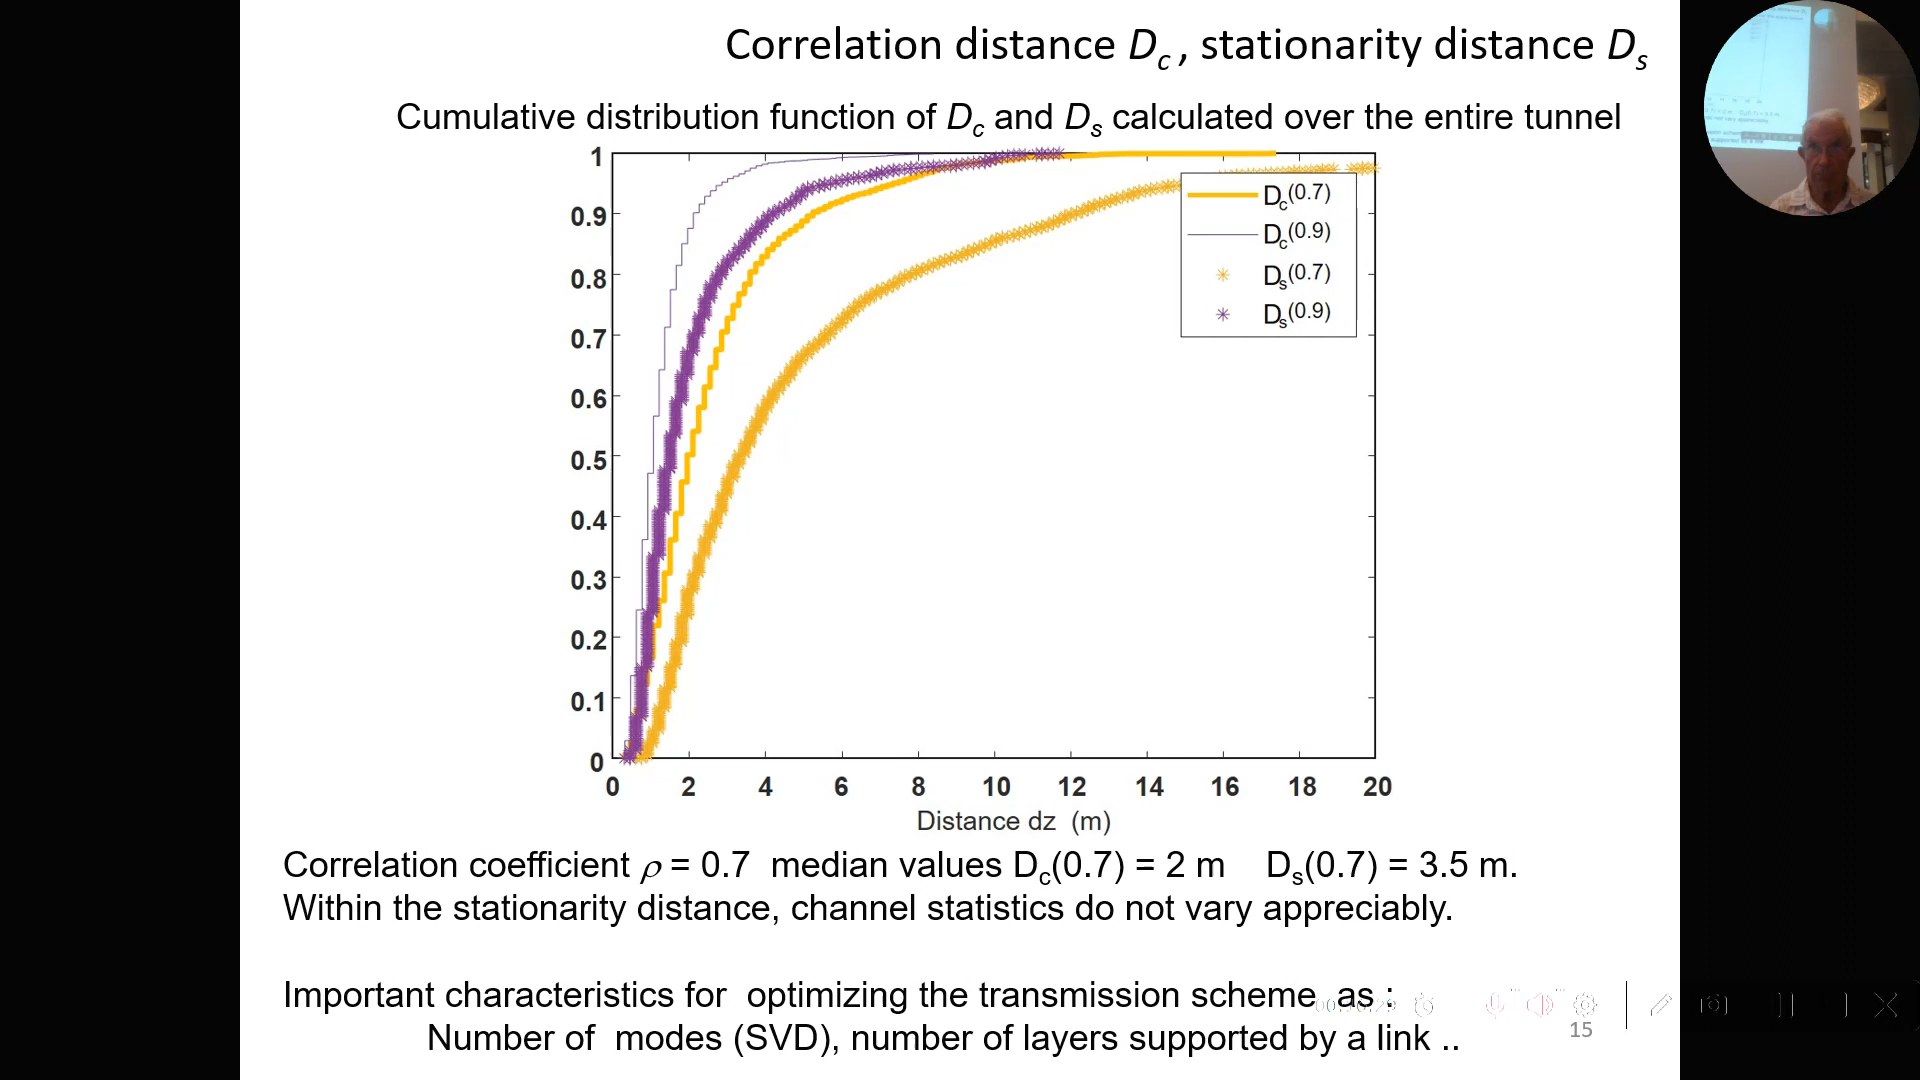 Correlation distance Dc, stationarity distance Ds
Cumulative distribution function of Dc and Ds calculated over the entire tunnel
1
0.9
0.8
0.7
0.6
0.5
0.4
0.3
0.2
0.1
0
0 2 4 6 8 10 12 14 16 18 20
Distance dz (m)
Dc(0.7)
Dc(0.9)
Ds(0.7)
Ds(0.9)
Correlation coefficient ρ = 0.7 median values Dc(0.7) = 2 m Ds(0.7) = 3.5 m.
Within the stationarity distance, channel statistics do not vary appreciably.
Important characteristics for optimizing the transmission scheme as :
Number of modes (SVD), number of layers supported by a link ..
15